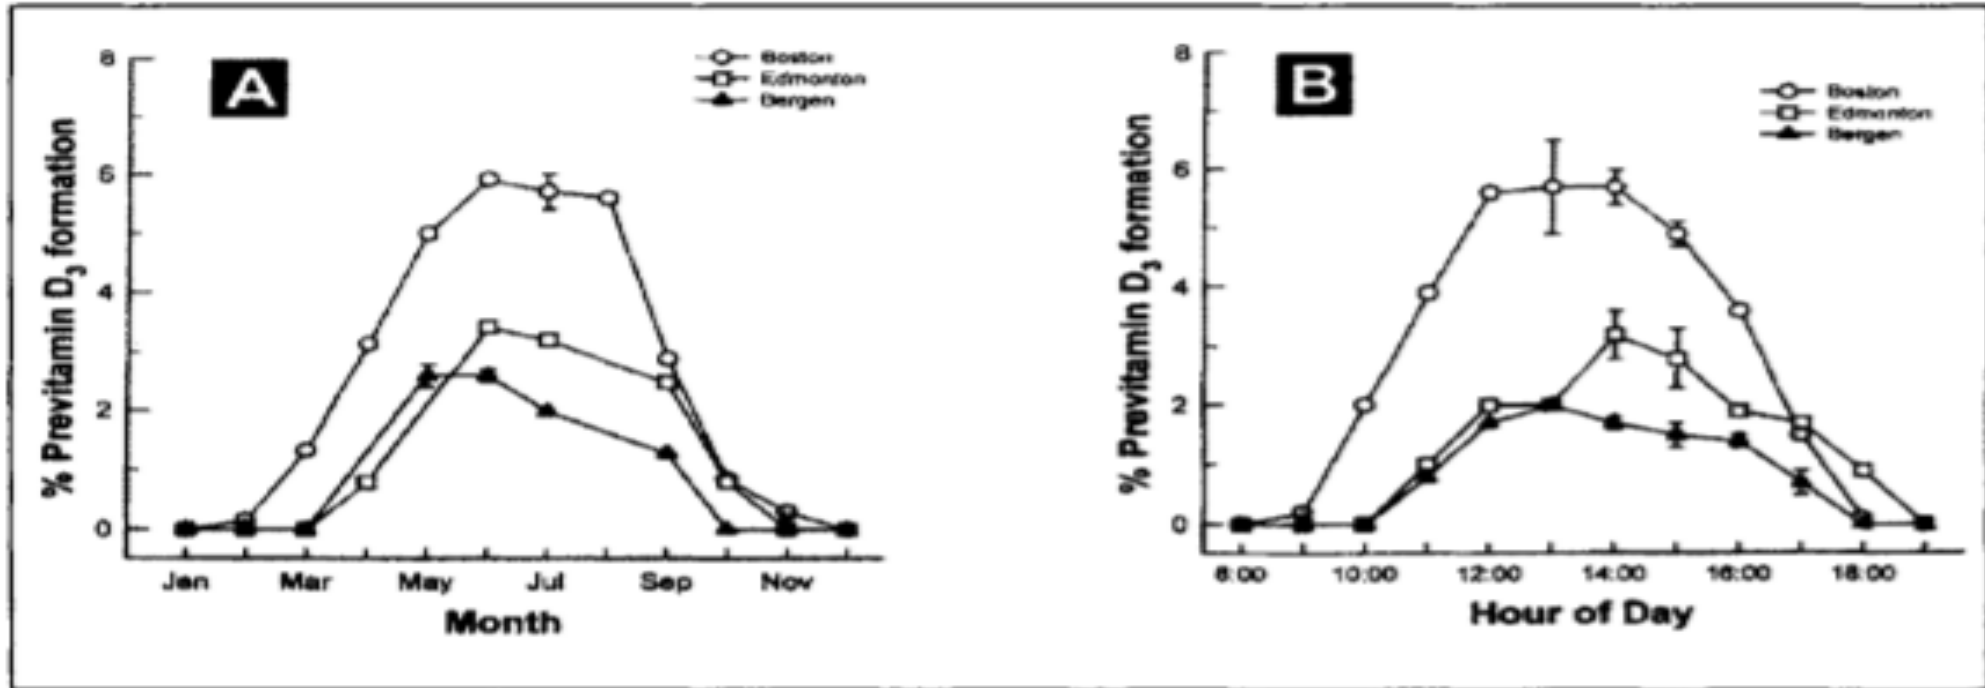 A
Boston
Edmonton
Bergen
% Previtamin D3 formation
8
6
4
2
0
Jan Mar May Jul Sep Nov
Month
B
Boston
Edmonton
Bergen
% Previtamin D3 formation
8
6
4
2
0
8:00 10:00 12:00 14:00 16:00 18:00
Hour of Day